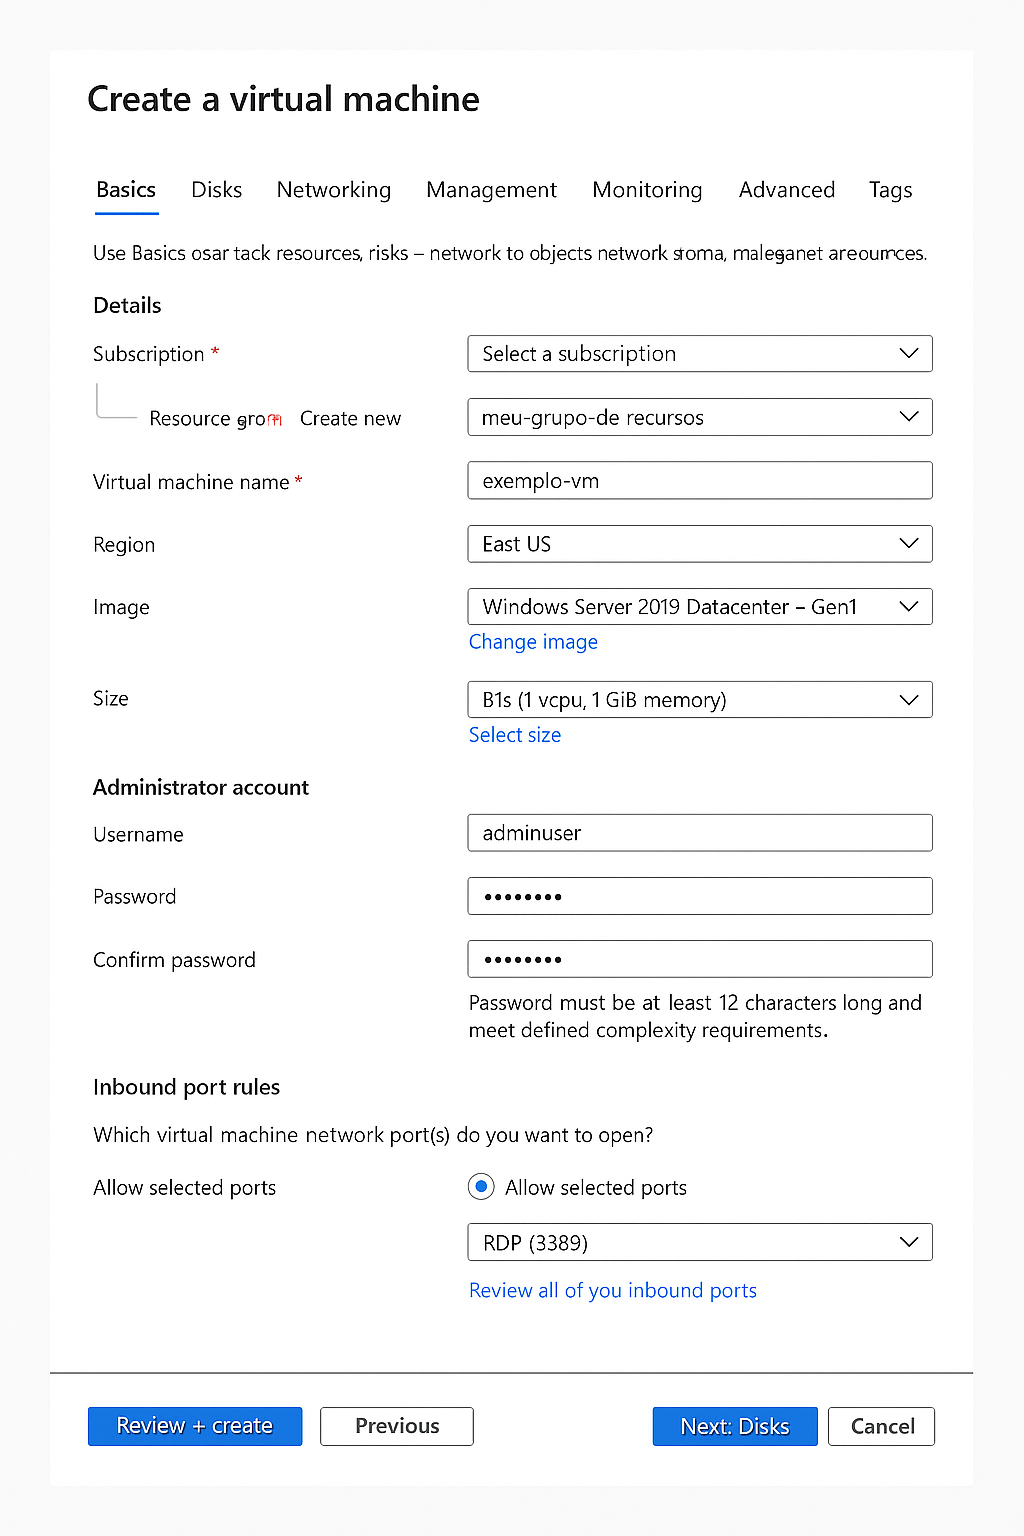 Create a virtual machine
Basics Disks Networking Management Monitoring Advanced Tags
Use Basics osar tack resources, risks – network to objects network
Details
Subscription * Select a subscription
Resource Create new meu-grupo-de recursos
Virtual machine name * exemplo-vm
Region East US
Image Windows Server 2019 Datacenter – Gen1
Change image
Size B1s (1 vcpu, 1 GiB memory)
Select size
Administrator account
Username adminuser
Password ••••••••
Confirm password ••••••••
Password must be at least 12 characters long and
meet defined complexity requirements.
Inbound port rules
Which virtual machine network port(s) do you want to open?
Allow selected ports Allow selected ports
RDP (3389)
Review all of you inbound ports
Review + create Previous Next: Disks Cancel